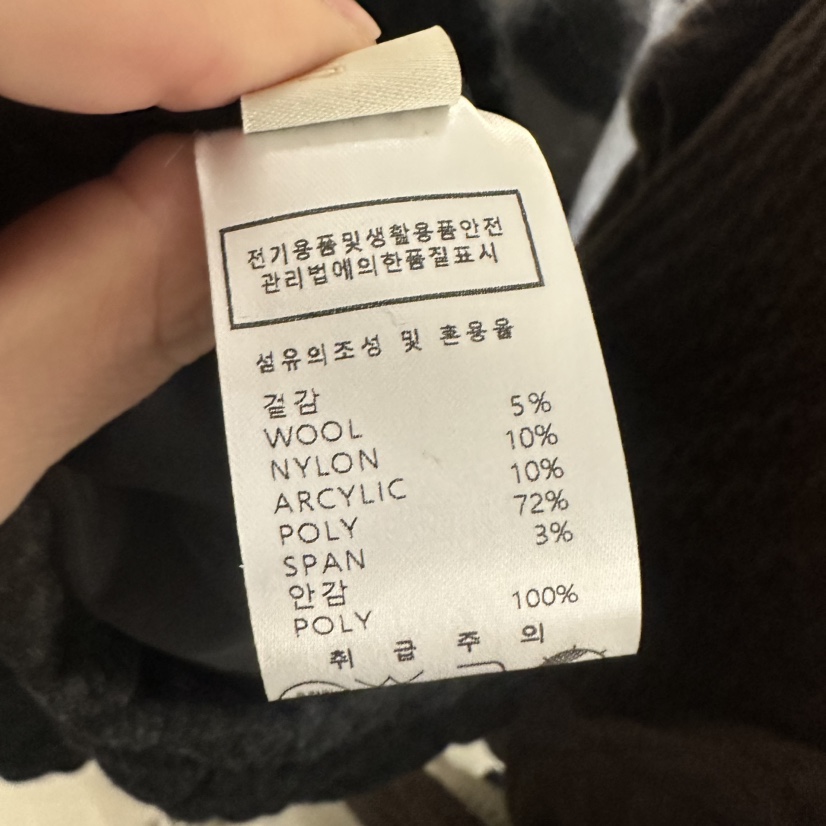 전기용품및생활용품안전
관리법에의한품질표시
섬유의조성 및 혼용율
겉감
WOOL 5%
NYLON 10%
ARCYLIC 10%
POLY 72%
SPAN 3%
안감
POLY 100%
취 급 주 의